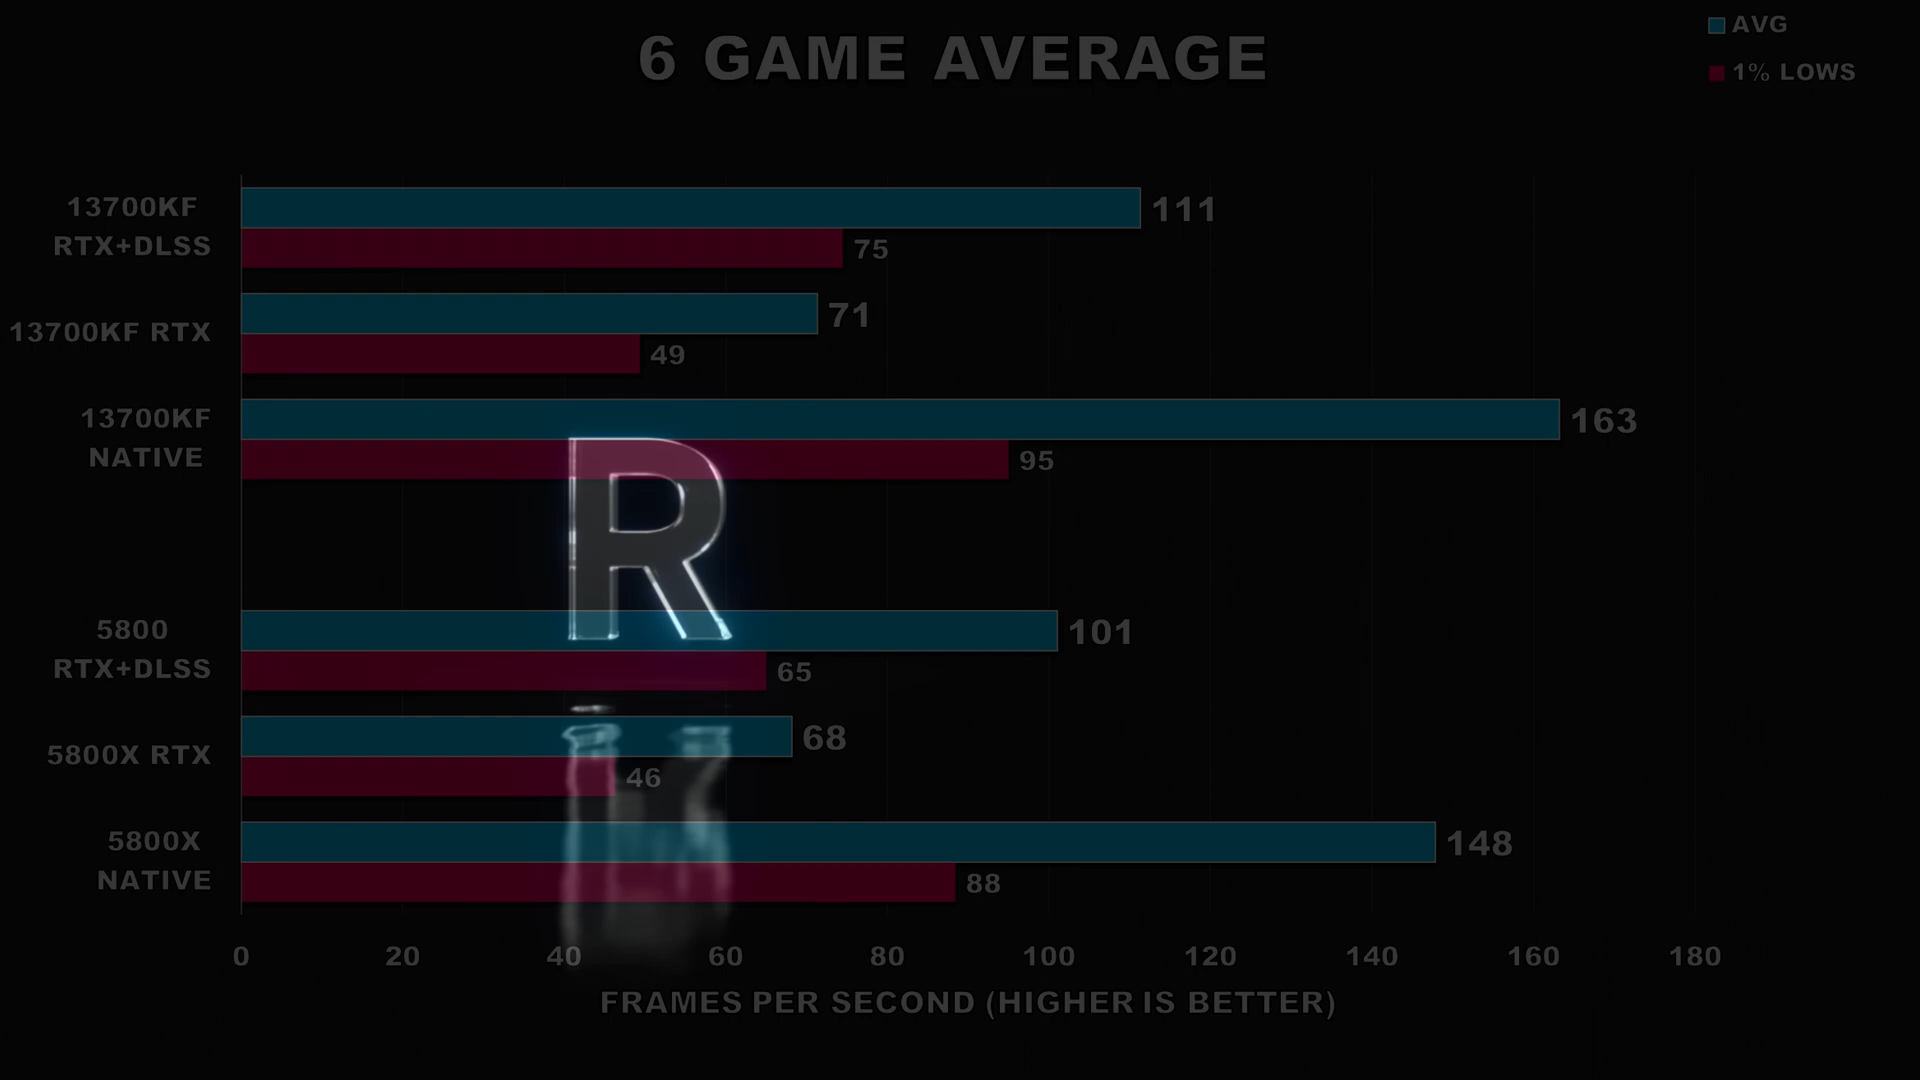 6 GAME AVERAGE
AVG
1% LOWS
13700KF
RTX+DLSS
111
75
13700KF RTX
71
49
13700KF
NATIVE
163
95
R
5800
RTX+DLSS
101
65
5800X RTX
68
46
5800X
NATIVE
148
88
0 20 40 60 80 100 120 140 160 180
FRAMES PER SECOND (HIGHER IS BETTER)